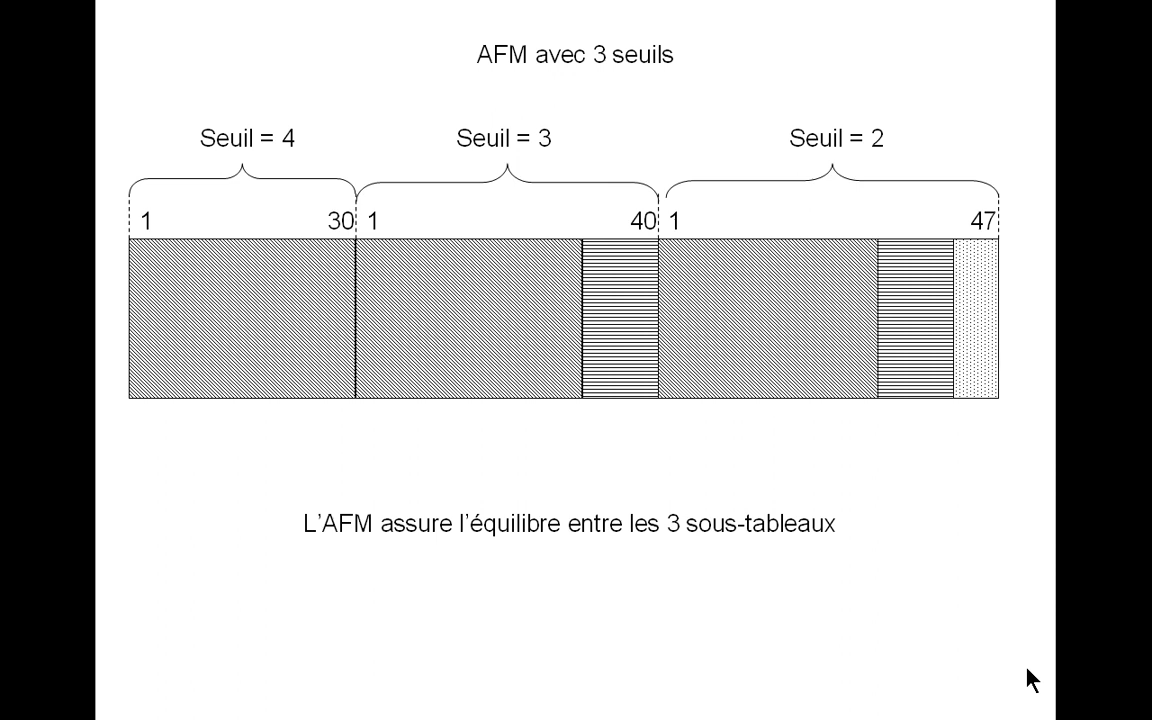 AFM avec 3 seuils
Seuil = 4 Seuil = 3 Seuil = 2
1 30 1 40 1 47
L’AFM assure l’équilibre entre les 3 sous-tableaux